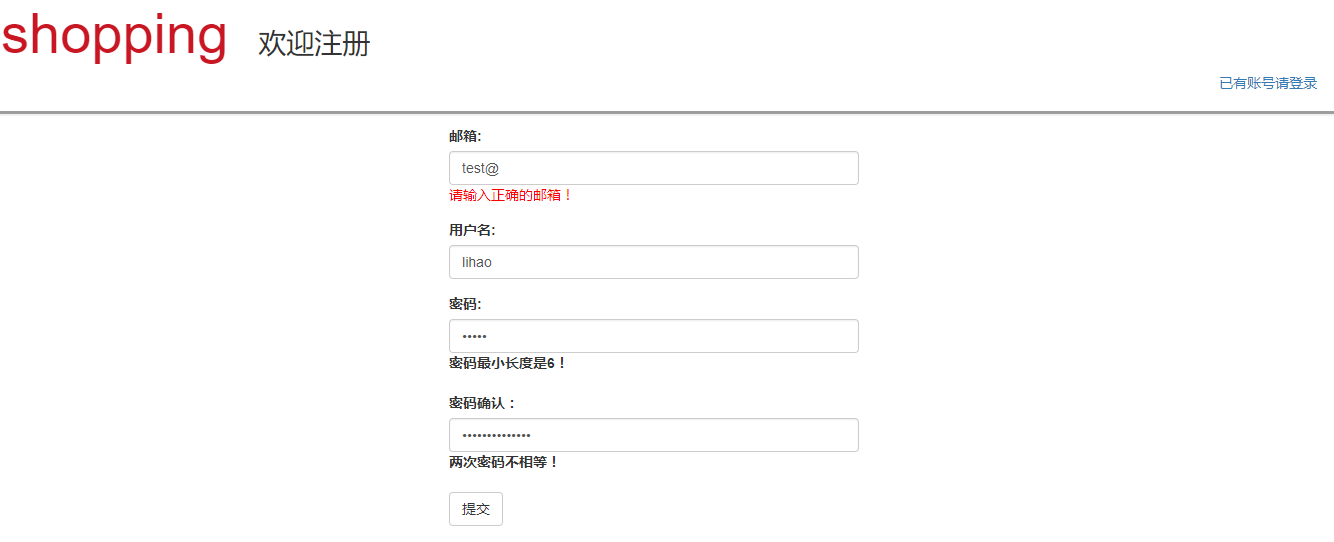 shopping 欢迎注册
已有账号请登录
邮箱:
test@
请输入正确的邮箱！
用户名:
lihao
密码:
•••••
密码最小长度是6！
密码确认：
••••••••••••••
两次密码不相等！
提交